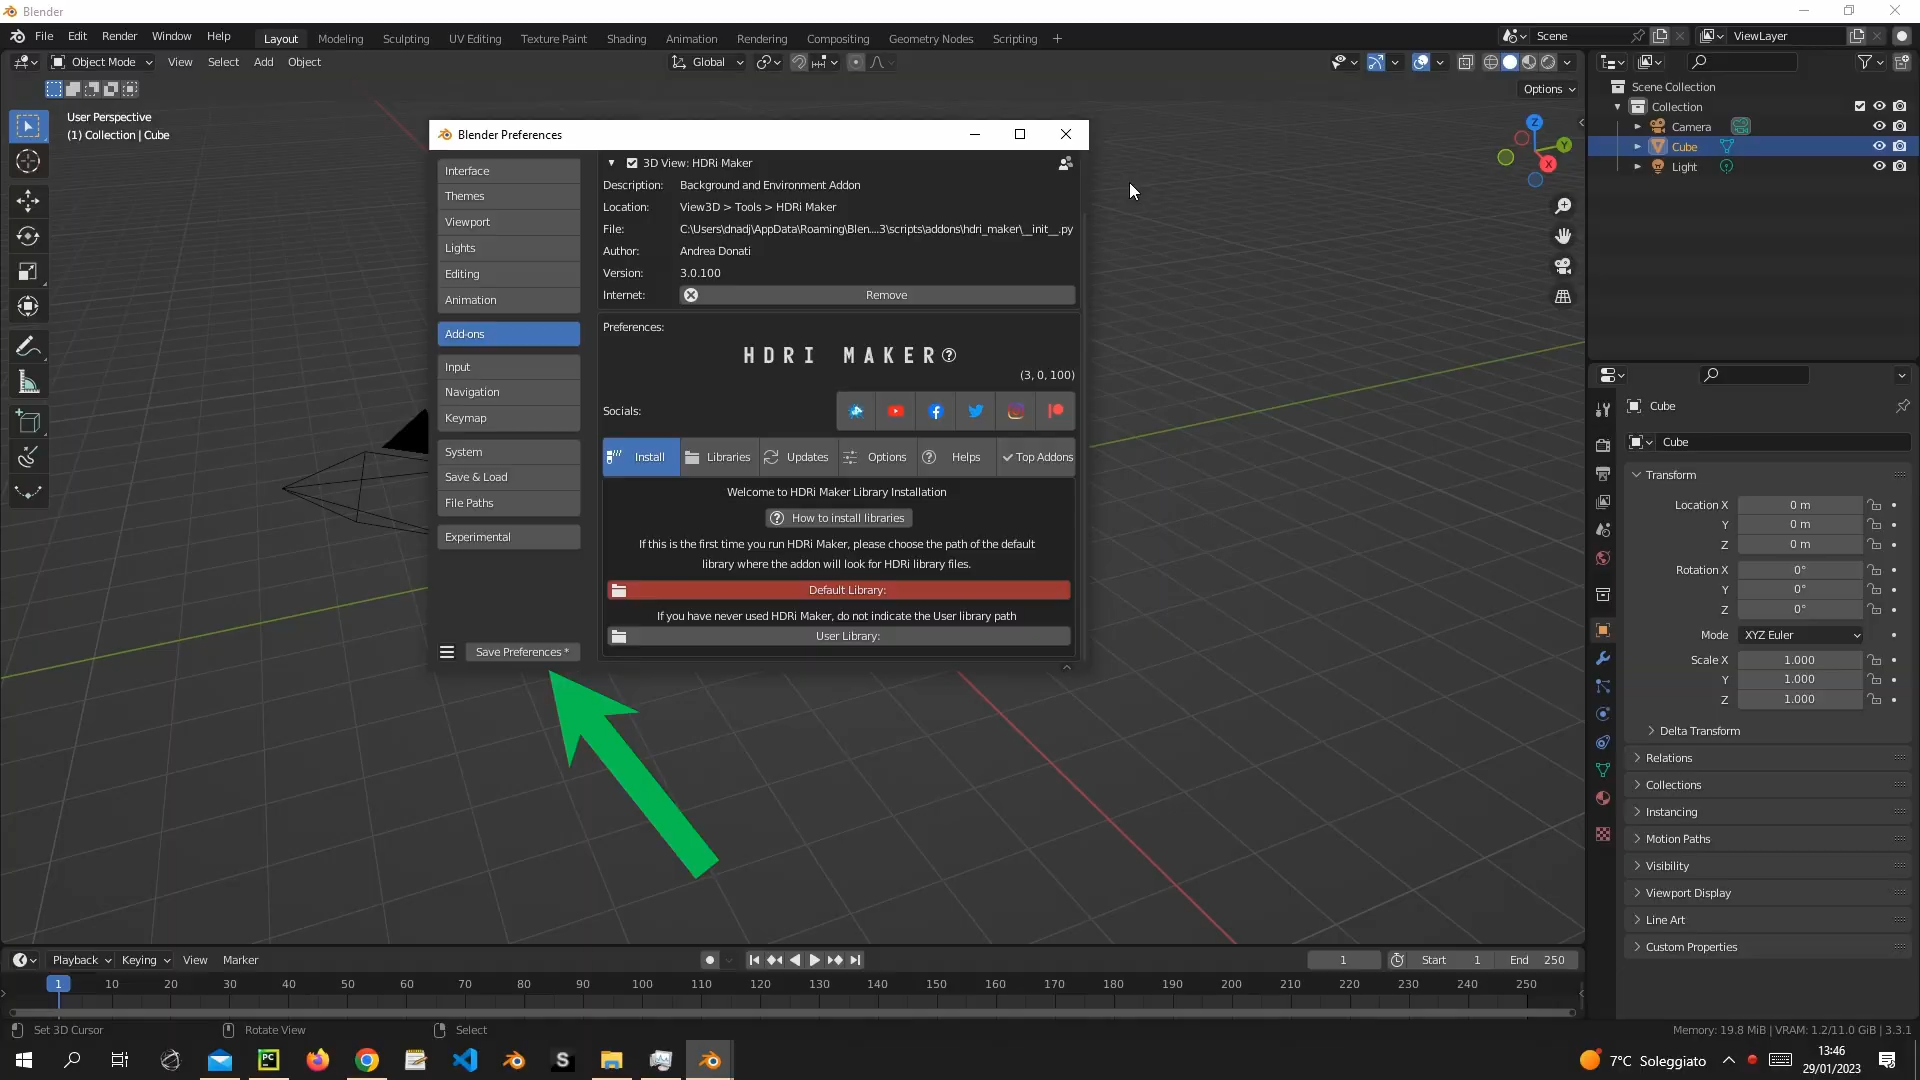 Blender
File Edit Render Window Help
Layout Modeling Sculpting UV Editing Texture Paint Shading Animation Rendering Compositing Geometry Nodes Scripting +
Scene
ViewLayer
Object Mode View Select Add Object
Global
Options
User Perspective
(1) Collection | Cube
Z
Y
X
Scene Collection
Collection
Camera
Cube
Light
Blender Preferences
Interface
Themes
Viewport
Lights
Editing
Animation
Add-ons
Input
Navigation
Keymap
System
Save & Load
File Paths
Experimental
Save Preferences *
3D View: HDRi Maker
Description: Background and Environment Addon
Location: View3D > Tools > HDRi Maker
File: C:\Users\dnadj\AppData\Roaming\Blen....3\scripts\addons\hdri_maker\__init__.py
Author: Andrea Donati
Version: 3.0.100
Internet: Remove
Preferences:
HDRI MAKER
(3, 0, 100)
Socials:
Install Libraries Updates Options Helps Top Addons
Welcome to HDRi Maker Library Installation
How to install libraries
If this is the first time you run HDRi Maker, please choose the path of the default
library where the addon will look for HDRi library files.
Default Library:
If you have never used HDRi Maker, do not indicate the User library path
User Library:
Cube
Cube
Transform
Location X 0 m
Y 0 m
Z 0 m
Rotation X 0°
Y 0°
Z 0°
Mode XYZ Euler
Scale X 1.000
Y 1.000
Z 1.000
Delta Transform
Relations
Collections
Instancing
Motion Paths
Visibility
Viewport Display
Line Art
Custom Properties
Playback Keying View Marker
1
Start 1 End 250
1 10 20 30 40 50 60 70 80 90 100 110 120 130 140 150 160 170 180 190 200 210 220 230 240 250
Set 3D Cursor Rotate View Select
Memory: 19.8 MiB | VRAM: 1.2/11.0 GiB | 3.3.1
PC
S
7°C Soleggiato
13:46
29/01/2023